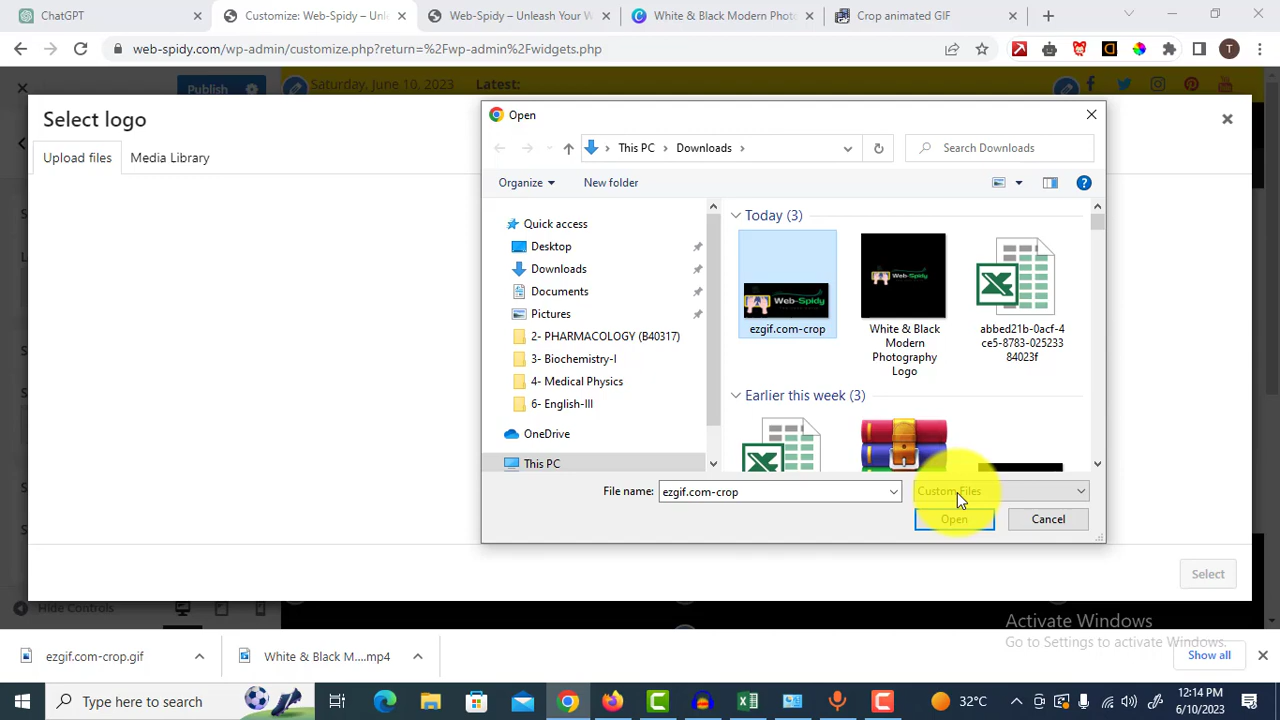 ChatGPT
Customize: Web-Spidy – Unle
Web-Spidy – Unleash Your W
White & Black Modern Photo
Crop animated GIF
web-spidy.com/wp-admin/customize.php?return=%2Fwp-admin%2Fwidgets.php
T
Publish
Saturday, June 10, 2023
Latest:
Select logo
Upload files
Media Library
Open
This PC
Downloads
Search Downloads
Organize
New folder
Quick access
Desktop
Downloads
Documents
Pictures
2- PHARMACOLOGY (B40317)
3- Biochemistry-I
4- Medical Physics
6- English-III
OneDrive
This PC
Today (3)
Web-Spidy
ezgif.com-crop
White & Black
Modern
Photography
Logo
abbed21b-0acf-4
ce5-8783-025233
84023f
Earlier this week (3)
File name:
ezgif.com-crop
Custom Files
Open
Cancel
Select
Hide Controls
Activate Windows
Go to Settings to activate Windows.
ezgif.com-crop.gif
White & Black M....mp4
Show all
Type here to search
32°C
12:14 PM
6/10/2023